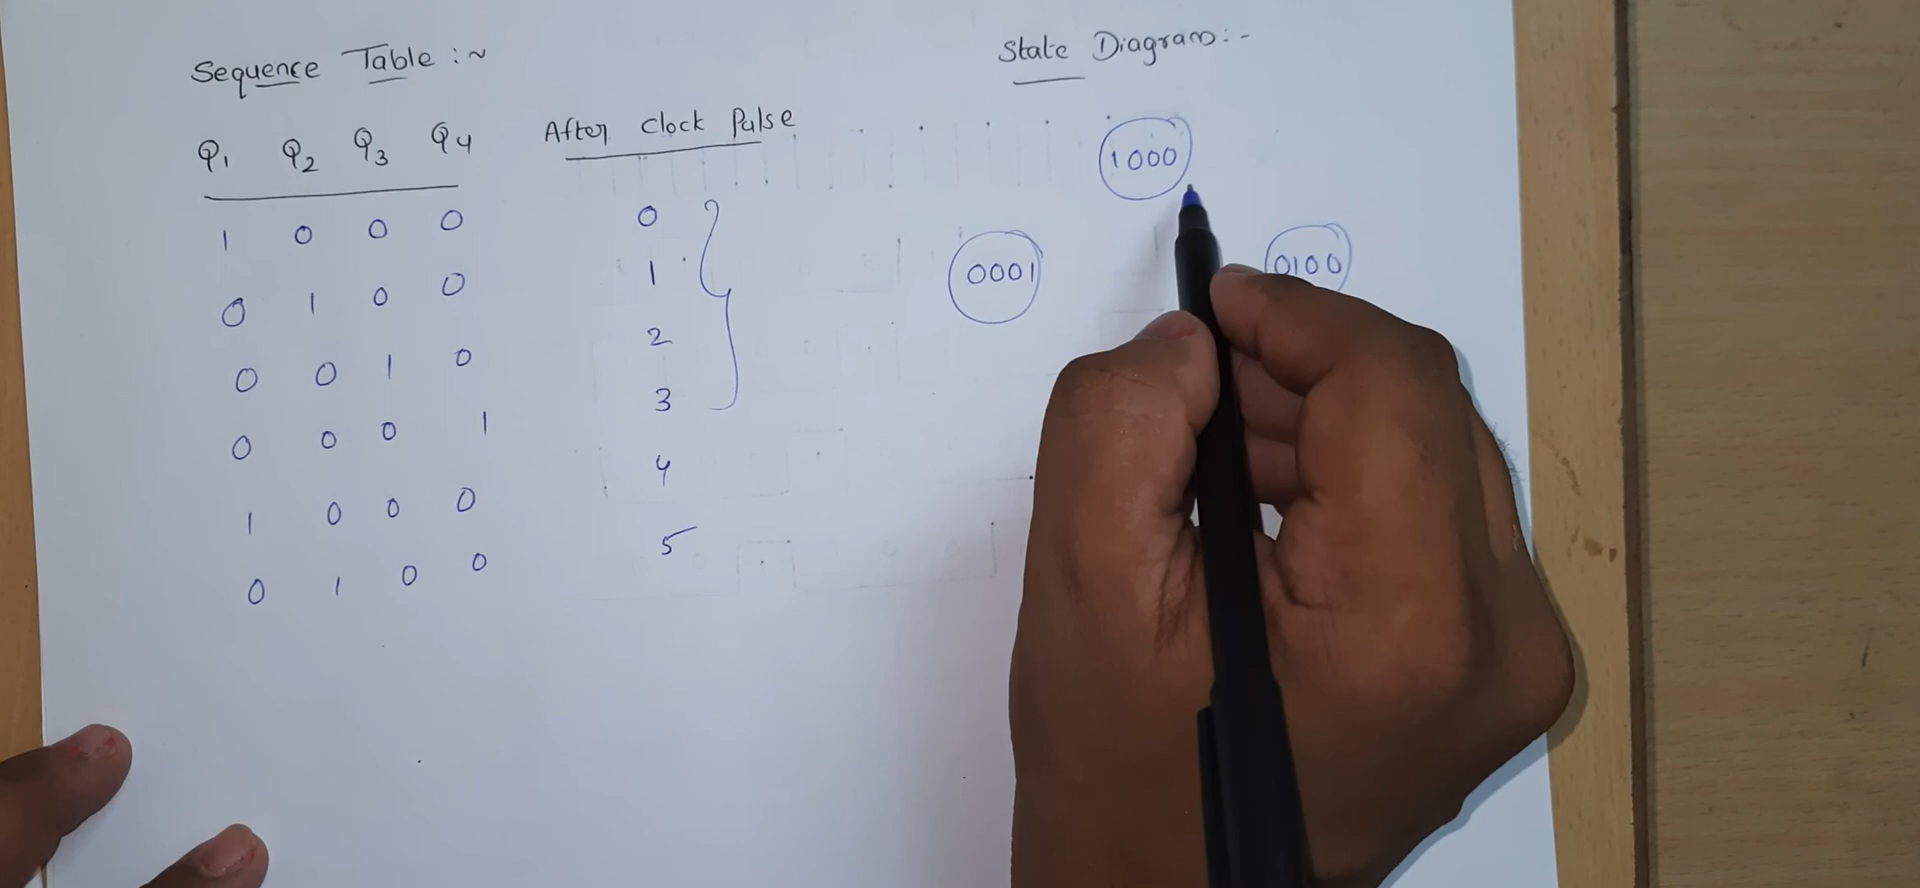 Sequence Table :~
Q1 Q2 Q3 Q4 After Clock Pulse
1 0 0 0 0
0 1 0 0 1
0 0 1 0 2
0 0 0 1 3
1 0 0 0 4
0 1 0 0 5
State Diagram:-
1000
0001
0100